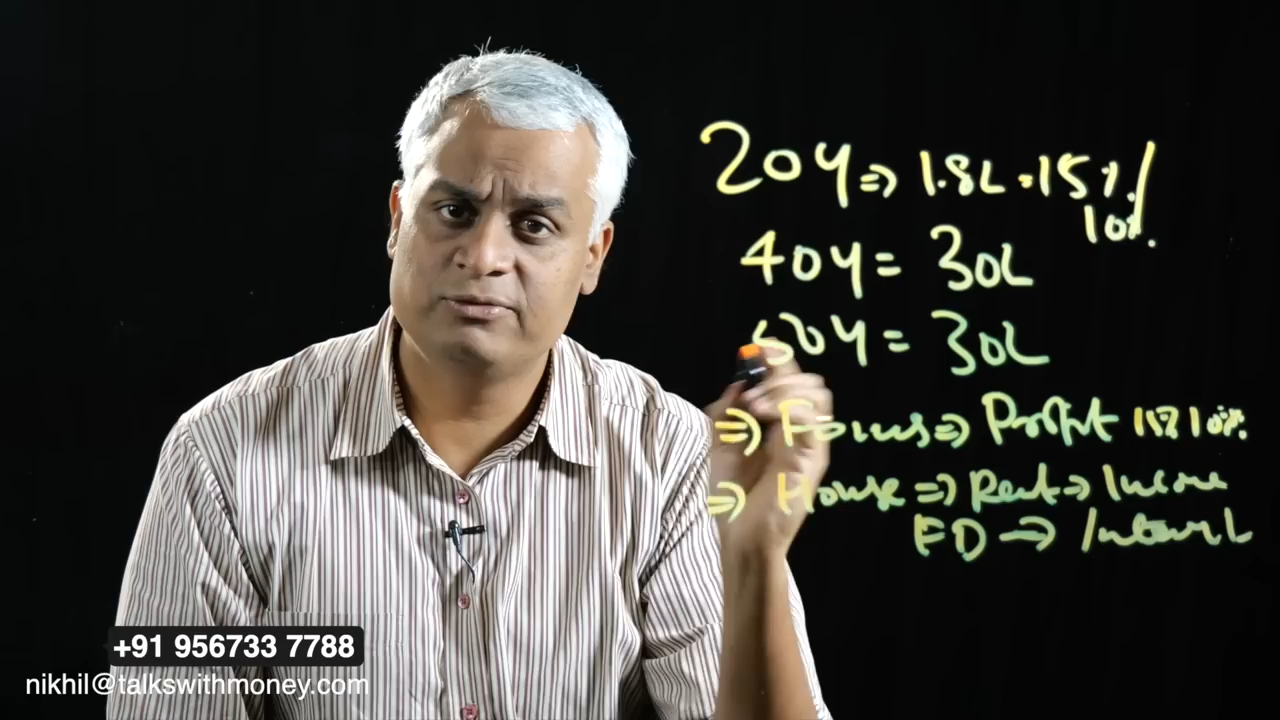 20Y ⇒ 1.8L = 15%
10%.
40Y = 30L
60Y = 30L
⇒ Focus ⇒ Profit 10%.
⇒ House ⇒ Rent → Income
FD → Interest
+91 956733 7788
nikhil@talkswithmoney.com